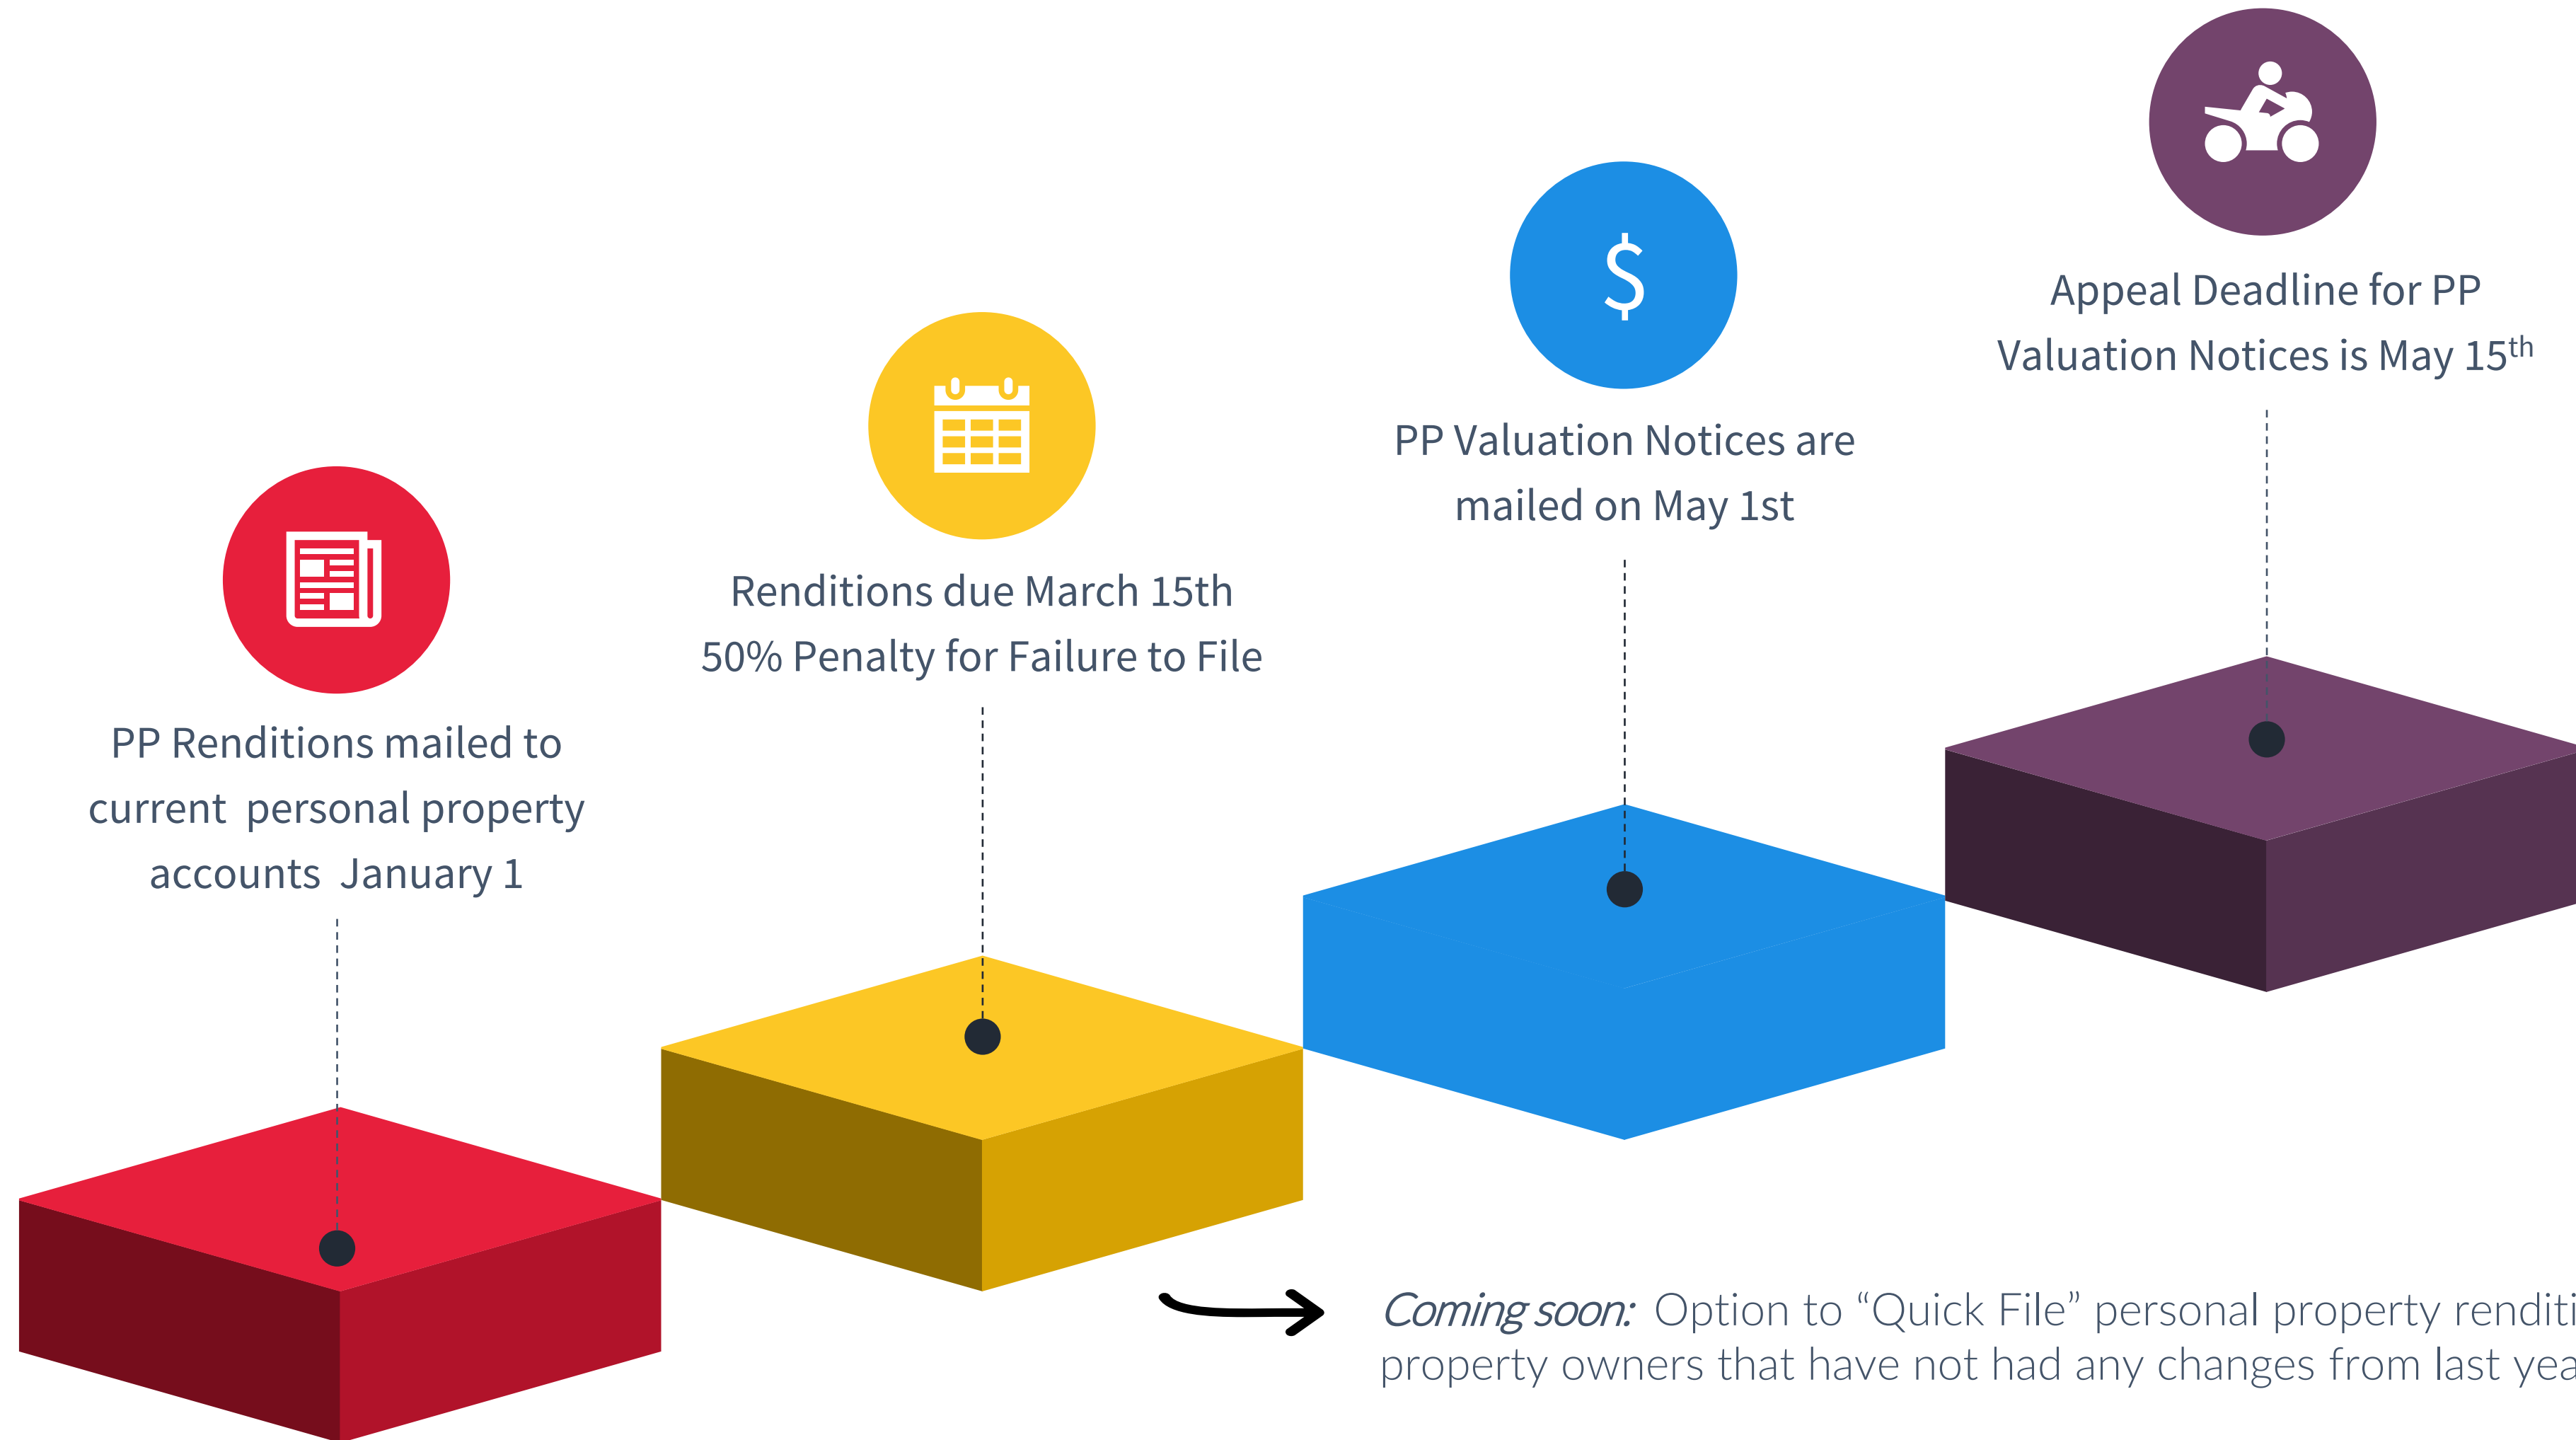 PP Renditions mailed to
current  personal property
accounts  January 1
Renditions due March 15th
50% Penalty for Failure to File
$
PP Valuation Notices are
mailed on May 1st
Appeal Deadline for PP
Valuation Notices is May 15th
Coming soon:  Option to “Quick File” personal property
property owners that have not had any changes from last